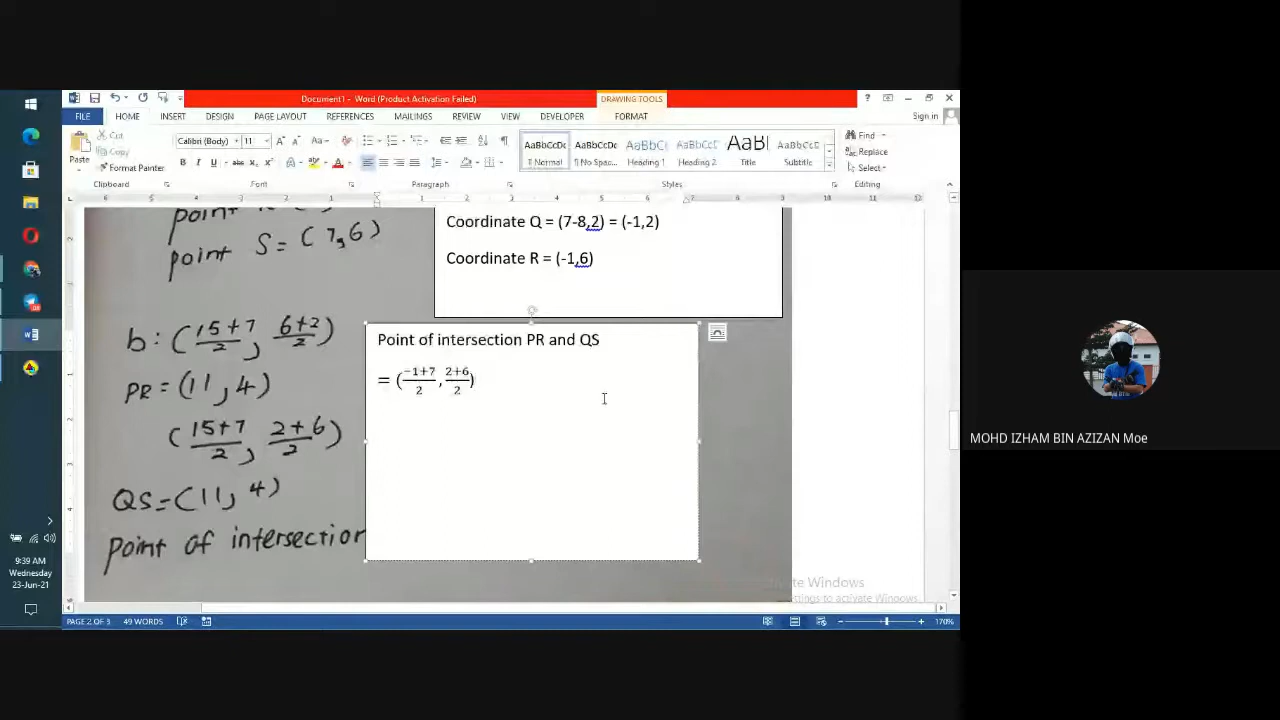 Document1 - Word (Product Activation Failed)
DRAWING TOOLS
FILE HOME INSERT DESIGN PAGE LAYOUT REFERENCES MAILINGS REVIEW VIEW DEVELOPER FORMAT Sign in
Paste
Cut
Copy
Format Painter
Calibri (Body) 11
AaBbCcDc AaBbCcDc AaBbCc AaBbCcC AaBl AaBbCcD
¶ Normal ¶ No Spac... Heading 1 Heading 2 Title Subtitle
Find
Replace
Select
Clipboard Font Paragraph Styles Editing
point S = (7,6)
b: (15+7/2, 6+2/2)
PR = (11, 4)
(15+7/2, 2+6/2)
QS = (11, 4)
point of intersection
Coordinate Q = (7-8,2) = (-1,2)
Coordinate R = (-1,6)
Point of intersection PR and QS
= (−1+7/2, 2+6/2)
MOHD IZHAM BIN AZIZAN Moe
9:39 AM
Wednesday
23-Jun-21
PAGE 2 OF 3 49 WORDS
170%